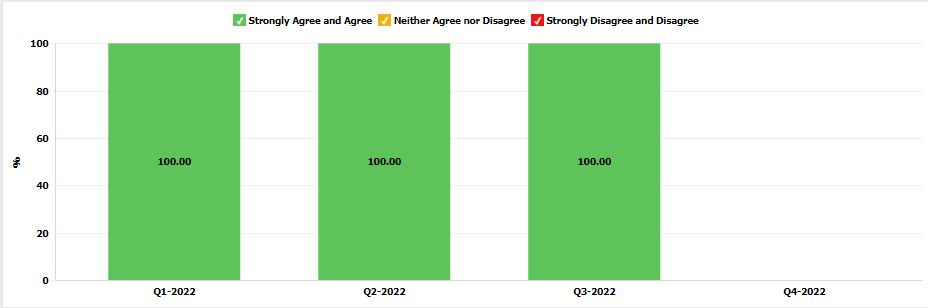 Strongly Agree and Agree Neither Agree nor Disagree Strongly Disagree and Disagree
100
80
60
40
20
0
%
100.00 100.00 100.00
Q1-2022 Q2-2022 Q3-2022 Q4-2022